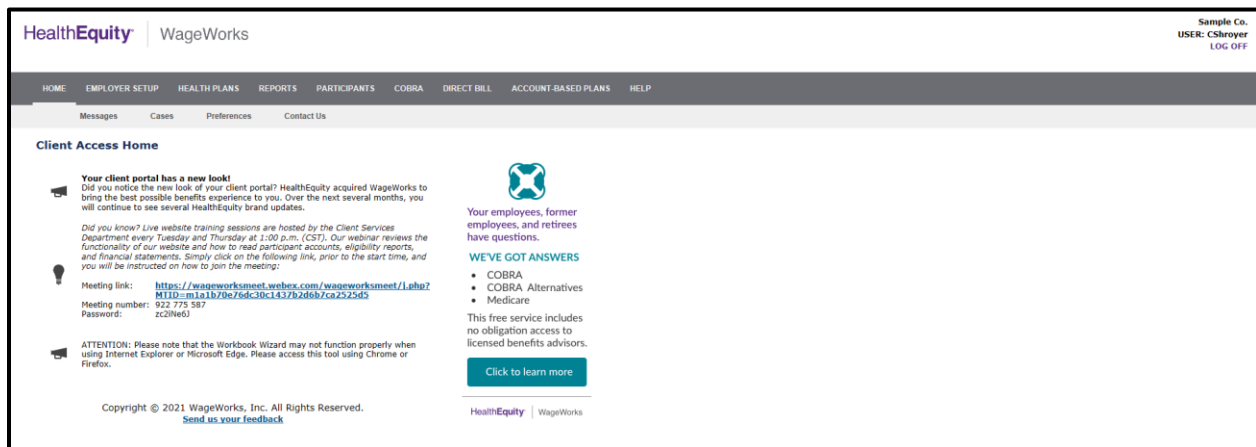 HealthEquity | WageWorks
Sample Co.
USER: CShroyer
LOG OFF
HOME EMPLOYER SETUP HEALTH PLANS REPORTS PARTICIPANTS COBRA DIRECT BILL ACCOUNT-BASED PLANS HELP
Messages Cases Preferences Contact Us
Client Access Home
Your client portal has a new look!
Did you notice the new look of your client portal? HealthEquity acquired WageWorks to
bring the best possible benefits experience to you. Over the next several months, you
will continue to see several HealthEquity brand updates.
Did you know? Live website training sessions are hosted by the Client Services
Department every Tuesday and Thursday at 1:00 p.m. (CST). Our webinar reviews the
functionality of our website and how to read participant accounts, eligibility reports,
and financial statements. Simply click on the following link, prior to the start time, and
you will be instructed on how to join the meeting:
Meeting link: https://wageworksmeet.webex.com/wageworksmeet/j.php?
MTID=m1a1b70e76dc30c1437b2d6b7ca2525d5
Meeting number: 922 775 587
Password: zc2iNe6J
ATTENTION: Please note that the Workbook Wizard may not function properly when
using Internet Explorer or Microsoft Edge. Please access this tool using Chrome or
Firefox.
Copyright © 2021 WageWorks, Inc. All Rights Reserved.
Send us your feedback
Your employees, former
employees, and retirees
have questions.
WE'VE GOT ANSWERS
• COBRA
• COBRA Alternatives
• Medicare
This free service includes
no obligation access to
licensed benefits advisors.
Click to learn more
HealthEquity | WageWorks